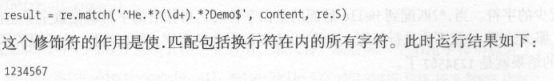 result = re.match('^He.*?(\d+).*?Demo$', content, re.S)
这个修饰符的作用是使.匹配包括换行符在内的所有字符。此时运行结果如下：
1234567